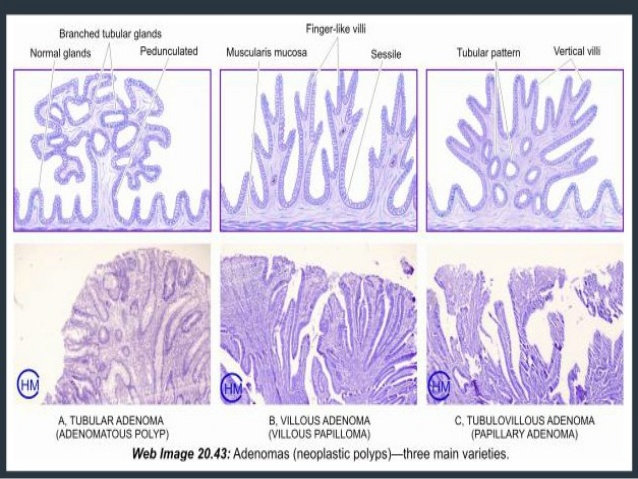 Branched tubular glands
Normal glands
Pedunculated
Finger-like villi
Muscularis mucosa
Sessile
Tubular pattern
Vertical villi
HM
HM
HM
A, TUBULAR ADENOMA
(ADENOMATOUS POLYP)
B, VILLOUS ADENOMA
(VILLOUS PAPILLOMA)
C, TUBULOVILLOUS ADENOMA
(PAPILLARY ADENOMA)
Web Image 20.43: Adenomas (neoplastic polyps)—three main varieties.